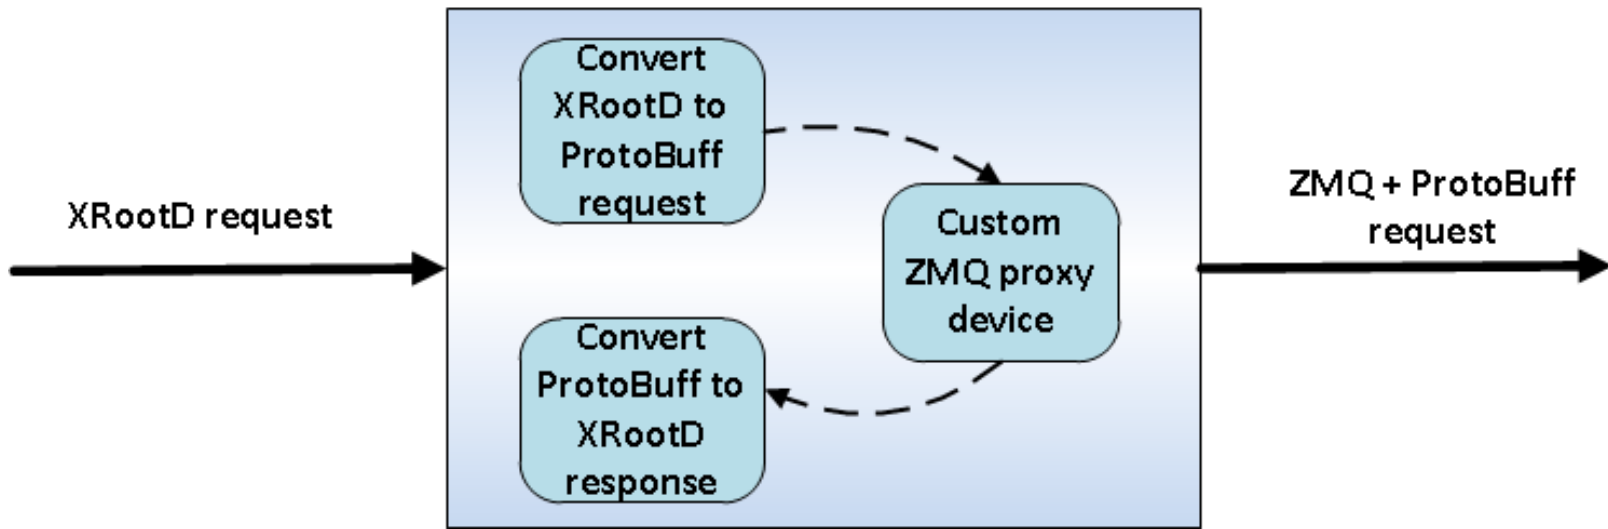 XRootD request
Convert
XRootD to
ProtoBuff
request
Custom
ZMQ proxy
device
Convert
ProtoBuff to
XRootD
response
ZMQ + ProtoBuff
request